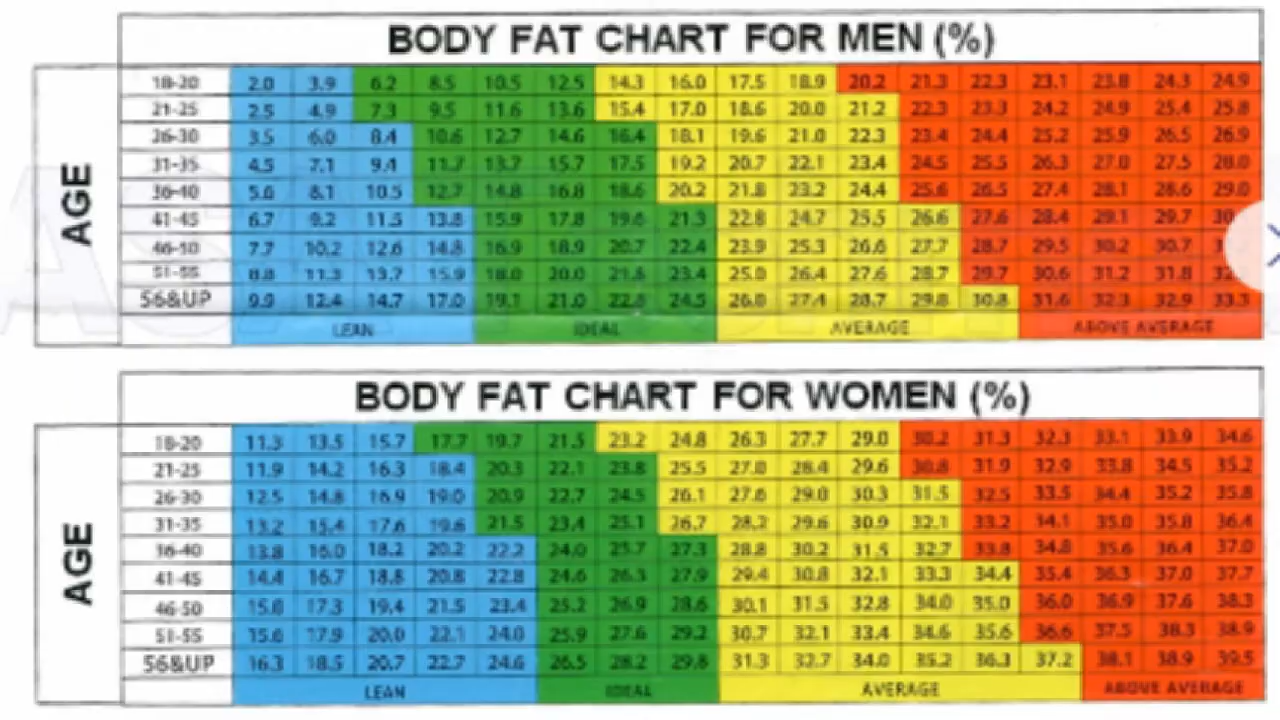 BODY FAT CHART FOR MEN (%)
AGE
18-20 2.0 3.9 6.2 8.5 10.5 12.5 14.3 16.0 17.5 18.9 20.2 21.3 22.3 23.1 23.8 24.3 24.9
21-25 2.5 4.9 7.3 9.5 11.6 13.6 15.4 17.0 18.6 20.0 21.2 22.3 23.3 24.2 24.9 25.4 25.8
26-30 3.5 6.0 8.4 10.6 12.7 14.6 16.4 18.1 19.6 21.0 22.3 23.4 24.4 25.2 25.9 26.5 26.9
31-35 4.5 7.1 9.4 11.7 13.7 15.7 17.5 19.2 20.7 22.1 23.4 24.5 25.5 26.3 27.0 27.5 28.0
36-40 5.6 8.1 10.5 12.7 14.8 16.8 18.6 20.2 21.8 23.2 24.4 25.6 26.5 27.4 28.1 28.6 29.0
41-45 6.7 9.2 11.5 13.8 15.9 17.8 19.6 21.3 22.8 24.7 25.5 26.6 27.6 28.4 29.1 29.7
46-50 7.7 10.2 12.6 14.8 16.9 18.9 20.7 22.4 23.9 25.3 26.6 27.7 28.7 29.5 30.2 30.7
51-55 8.8 11.3 13.7 15.9 18.0 20.0 23.4 25.0 26.4 27.6 28.7 29.7 30.6 31.2 31.8
56&UP 9.9 12.4 14.7 17.0 19.1 21.0 22.8 24.5 26.0 27.4 28.7 29.8 30.8 31.6 32.3 32.9 33.3
LEAN IDEAL AVERAGE ABOVE AVERAGE
BODY FAT CHART FOR WOMEN (%)
AGE
18-20 11.3 13.5 15.7 17.7 19.7 21.5 23.2 24.8 26.3 27.7 29.0 30.2 31.3 32.3 33.1 33.9 34.6
21-25 11.9 14.2 16.3 18.4 20.3 22.1 23.8 25.5 27.0 28.4 29.6 30.8 31.9 32.9 33.8 34.5 35.2
26-30 12.5 14.8 16.9 19.0 20.9 22.7 24.5 26.1 27.6 29.0 30.3 31.5 32.5 33.5 34.4 35.2 35.8
31-35 13.2 15.4 17.6 19.6 21.5 23.4 25.1 26.7 28.2 29.6 30.9 32.1 33.2 34.1 35.0 35.8 36.4
36-40 13.8 16.0 18.2 20.2 22.2 24.0 25.7 27.3 28.8 30.2 31.5 32.7 33.8 34.8 35.6 36.4 37.0
41-45 14.4 16.7 18.8 20.8 22.8 24.6 26.3 27.9 29.4 30.8 32.1 33.3 34.4 35.4 36.3 37.0 37.7
46-50 15.0 17.3 19.4 21.5 23.4 25.2 26.9 28.6 30.1 31.5 32.8 34.0 35.0 36.0 36.9 37.6 38.3
51-55 15.6 17.9 20.0 22.1 24.0 25.9 27.6 29.2 30.7 32.1 33.4 34.6 35.6 36.6 37.5 38.3 38.9
56&UP 16.3 18.5 20.7 22.7 24.6 26.5 28.2 29.8 31.3 32.7 34.0 35.2 36.3 37.2 38.1 38.9 39.5
LEAN IDEAL AVERAGE ABOVE AVERAGE